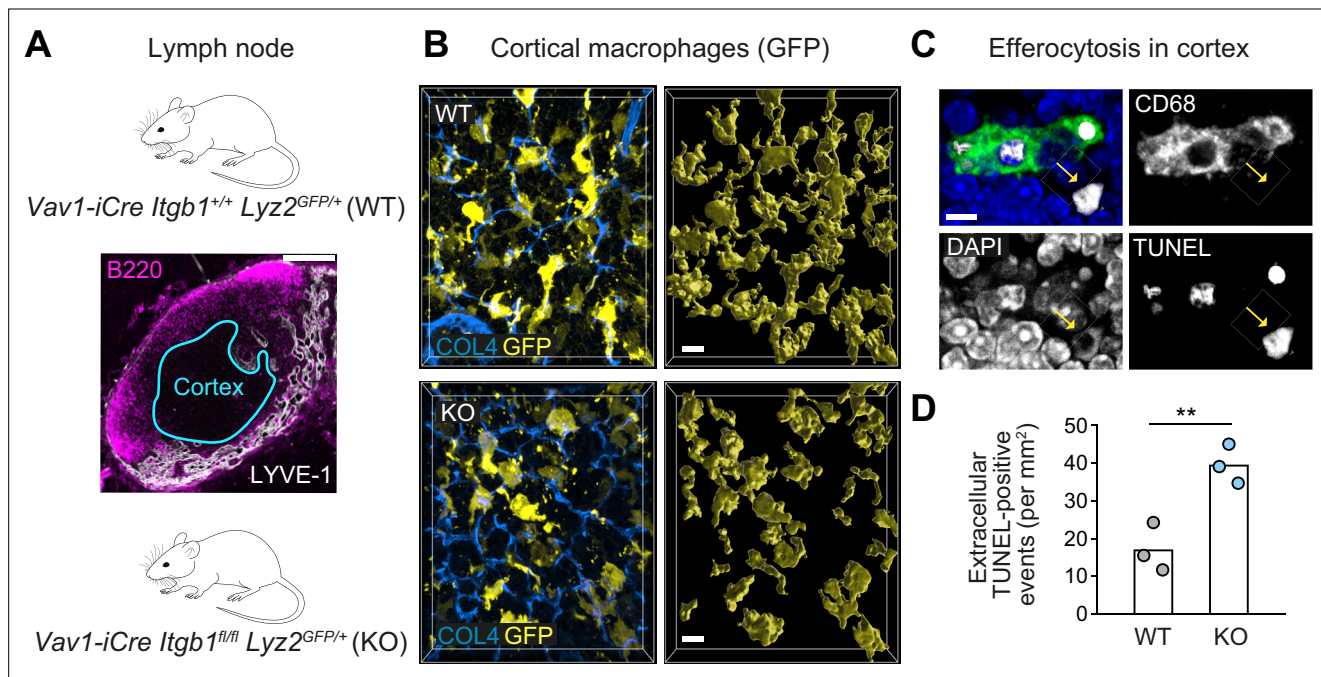 A
Lymph node
Vav1-iCre Itgb1+/+ Lyz2GFP/+ (WT)
B220
Cortex
LYVE-1
Vav1-iCre Itgb1fl/fl Lyz2GFP/+ (KO)
B
Cortical macrophages (GFP)
WT
COL4 GFP
KO
COL4 GFP
C
Efferocytosis in cortex
CD68
DAPI
TUNEL
D
Extracellular
TUNEL-positive
events (per mm²)
50
40
30
20
10
0
**
WT
KO